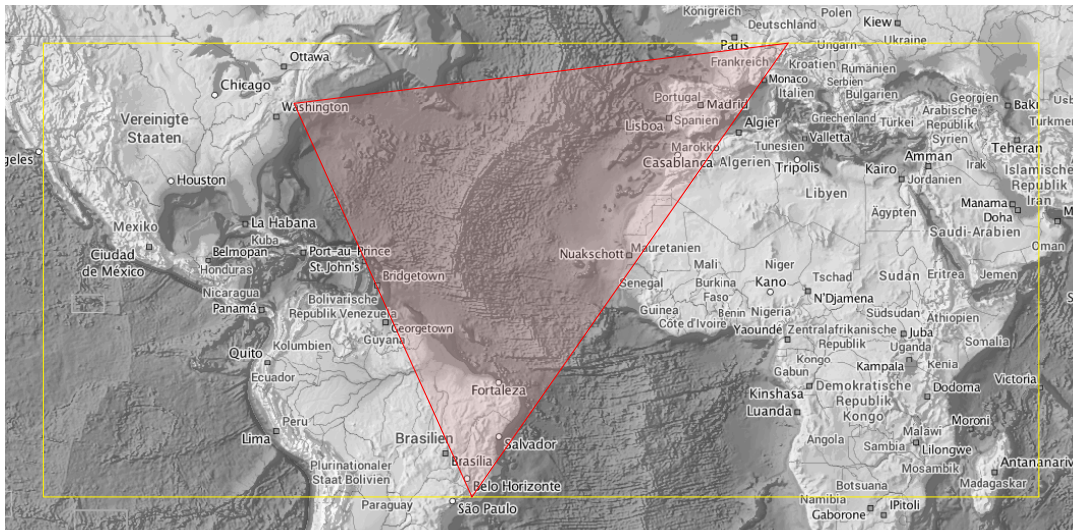 Königreich
Polen
Deutschland
Kiew
Paris
Ukraine
Ottawa
Ungarn
Frankreich
Kroatien
Rumänien
Chicago
Monaco
Serbien
Italien
Bulgarien
Washington
Portugal
Madrid
Georgien
Baki
Usb
Vereinigte
Staaten
Lisboa
Spanien
Griechenland
Türkei
Arabische
Republik
Syrien
Türkmen
Algier
Valletta
Tunesien
Teheran
geles
Marokko
Casablanca
Algerien
Tripolis
Kairo
Amman
Irak
Jordanien
Islamische
Republik
Iran
Houston
Libyen
Ägypten
Manama
Doha
M
La Habana
Mexiko
Kuba
Saudi-Arabien
Ciudad
de México
Belmopan
Port-au-Prince
Nuakschott
Mauretanien
Oman
Honduras
St.John's
Mali
Niger
Tschad
Sudan
Eritrea
Jemen
Bridgetown
Nicaragua
Senegal
Burkina
Faso
Kano
N'Djamena
Panamá
Bolivarische
Republik Venezuela
Guinea
Benin
Nigeria
Südsudan
Äthiopien
Georgetown
Côte d'Ivoire
Yaoundé
Zentralafrikanische
Republik
Juba
Guyana
Kolumbien
Uganda
Somalia
Quito
Kongo
Gabun
Kampala
Kenia
Ecuador
Fortaleza
Kinshasa
Demokratische
Republik
Kongo
Dodoma
Victoria
Luanda
Peru
Lima
Brasilien
Salvador
Angola
Malawi
Moroni
Sambia
Lilongwe
Brasília
Plurinationaler
Staat Bolivien
Mosambik
Antananariv
Belo Horizonte
Botsuana
Madagaskar
Paraguay
São Paulo
Namibia
Gaborone
lPitoli